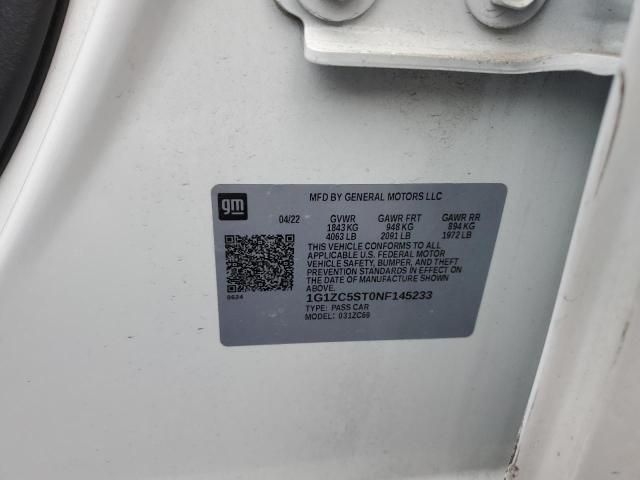 gm
MFD BY GENERAL MOTORS LLC
04/22 GVWR GAWR FRT GAWR RR
1843 KG 948 KG 894 KG
4063 LB 2091 LB 1972 LB
THIS VEHICLE CONFORMS TO ALL
APPLICABLE U.S. FEDERAL MOTOR
VEHICLE SAFETY, BUMPER, AND THEFT
PREVENTION STANDARDS IN EFFECT ON
THE DATE OF MANUFACTURE SHOWN ABOVE.
0624 1G1ZC5ST0NF145233
TYPE: PASS CAR
MODEL: 031ZC69